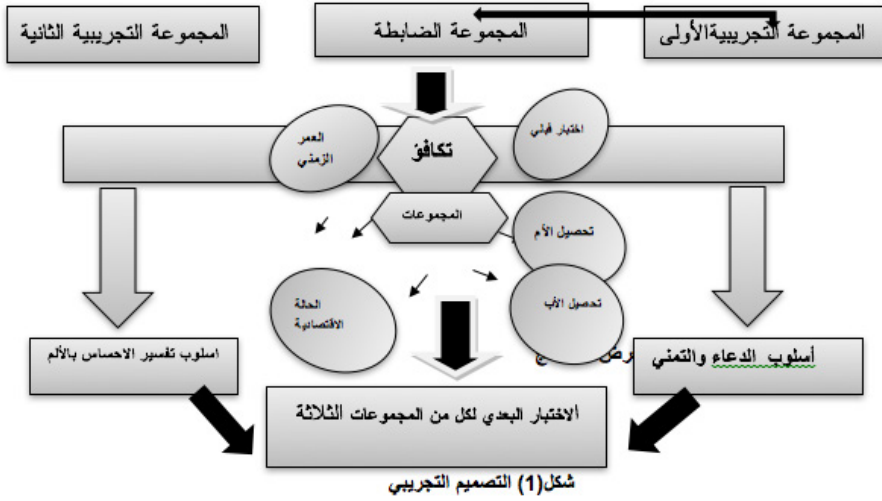 المجموعة التجريبيةالأولى
المجموعة الضابطة
المجموعة التجريبية الثانية
اختبار قبلي
تكافؤ
العمر
الزمني
المجموعات
تحصيل الأم
تحصيل الأب
الحالة
الاقتصادية
أسلوب الدعاء والتمني
اسلوب تفسير الاحساس بالألم
الاختبار البعدي لكل من المجموعات الثلاثة
شكل(1) التصميم التجريبي